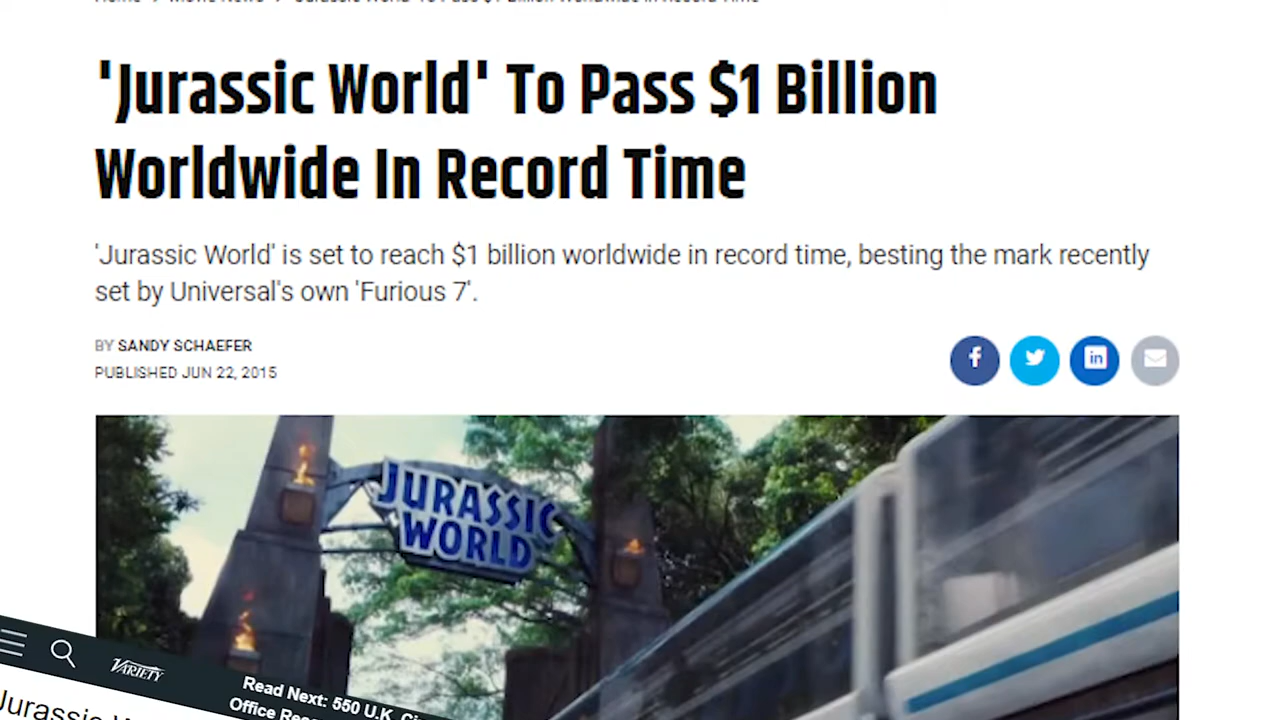 'Jurassic World' To Pass $1 Billion
Worldwide In Record Time
'Jurassic World' is set to reach $1 billion worldwide in record time, besting the mark recently
set by Universal's own 'Furious 7'.
BY SANDY SCHAEFER
PUBLISHED JUN 22, 2015
JURASSIC
WORLD
VARIETY
Read Next: 550 U.K.
Office
Jurassic